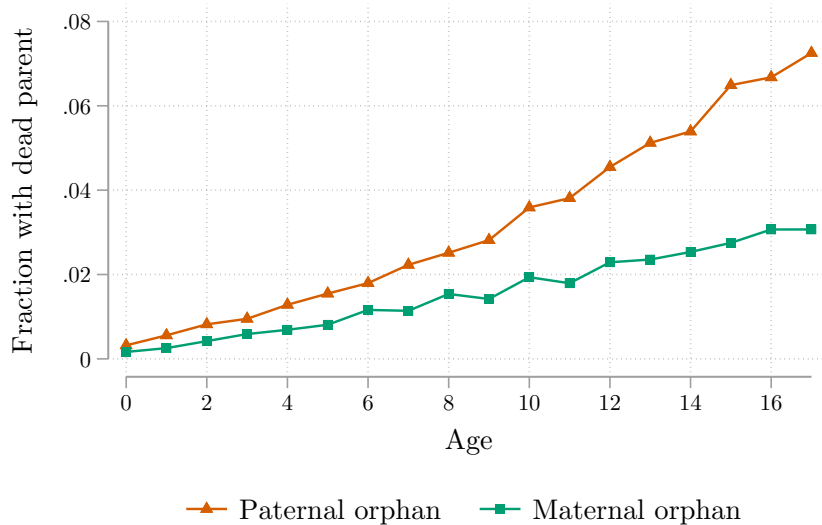 Fraction with dead parent
.08
.06
.04
.02
0
0 2 4 6 8 10 12 14 16
Age
Paternal orphan Maternal orphan